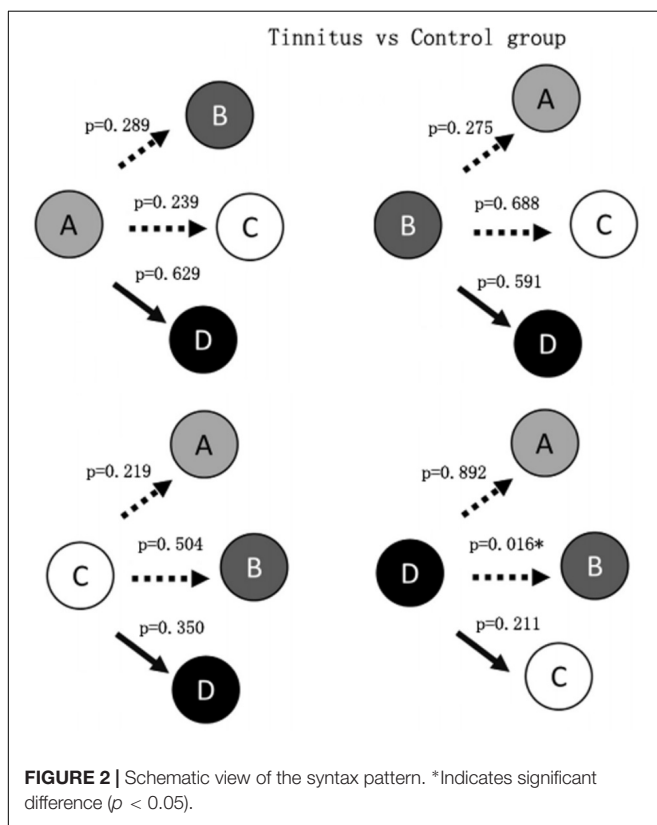 Tinnitus vs Control group
B
p=0.289
A
p=0.239
C
p=0.629
D
A
p=0.275
B
p=0.688
C
p=0.591
D
A
p=0.219
C
p=0.504
B
p=0.350
D
A
p=0.892
D
p=0.016*
B
p=0.211
C
FIGURE 2 | Schematic view of the syntax pattern. *Indicates significant
difference (p < 0.05).